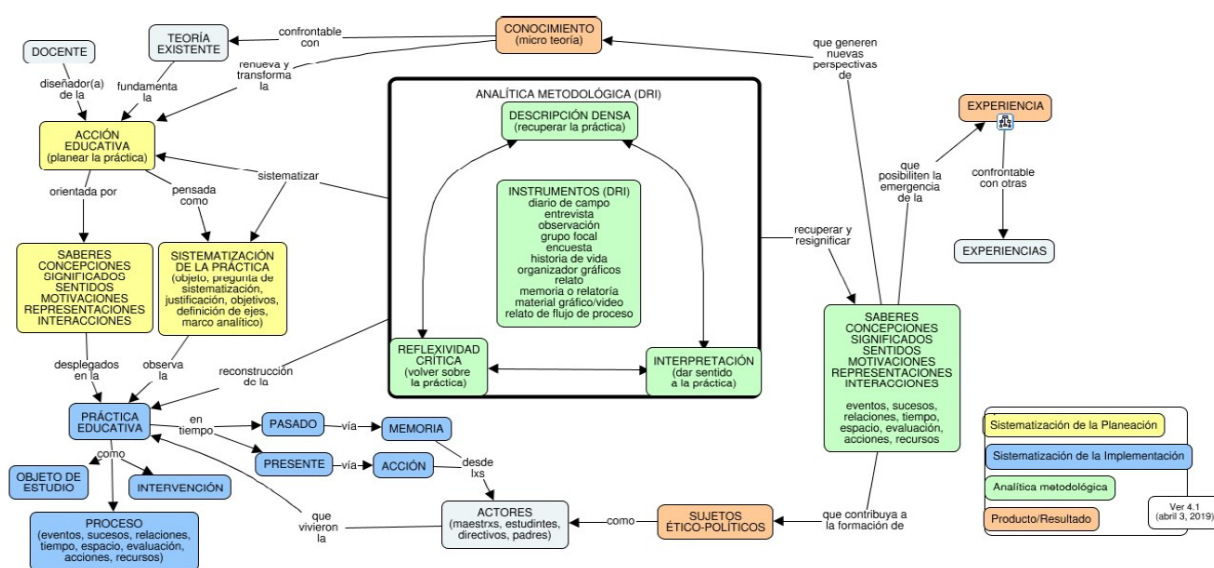 CONOCIMIENTO
(micro teoría)
confrontable
con
TEORÍA
EXISTENTE
DOCENTE
renueva y
transforma
la
diseñador(a)
de la
fundamenta
la
ACCIÓN
EDUCATIVA
(planear la práctica)
orientada por
pensada
como
sistematizar
SABERES
CONCEPCIONES
SIGNIFICADOS
SENTIDOS
MOTIVACIONES
REPRESENTACIONES
INTERACCIONES
SISTEMATIZACIÓN
DE LA PRÁCTICA
(objeto, pregunta de
sistematización,
justificación, objetivos,
definición de ejes,
marco analítico)
desplegados
en la
observa
la
reconstrucción
de la
ANALÍTICA METODOLÓGICA (DRI)
DESCRIPCIÓN DENSA
(recuperar la práctica)
INSTRUMENTOS (DRI)
diario de campo
entrevista
observación
grupo focal
encuesta
historia de vida
organizador gráficos
relato
memoria o relatoría
material gráfico/video
relato de flujo de proceso
REFLEXIVIDAD
CRÍTICA
(volver sobre
la práctica)
INTERPRETACIÓN
(dar sentido
a la práctica)
que generen
nuevas
perspectivas
de
EXPERIENCIA
que
posibiliten la
emergencia
de la
confrontable
con otras
EXPERIENCIAS
recuperar y
resignificar
SABERES
CONCEPCIONES
SIGNIFICADOS
SENTIDOS
MOTIVACIONES
REPRESENTACIONES
INTERACCIONES
eventos, sucesos,
relaciones, tiempo,
espacio, evaluación,
acciones, recursos
PRÁCTICA
EDUCATIVA
en
tiempo
PASADO
vía
MEMORIA
PRESENTE
vía
ACCIÓN
como
OBJETO DE
ESTUDIO
INTERVENCIÓN
PROCESO
(eventos, sucesos, relaciones,
tiempo, espacio, evaluación,
acciones, recursos)
desde
lxs
que
vivieron
la
ACTORES
(maestrxs, estudintes,
directivos, padres)
como
SUJETOS
ÉTICO-POLÍTICOS
que contribuya a
la formación de
Sistematización de la Planeación
Sistematización de la Implementación
Analítica metodológica
Producto/Resultado
Ver 4.1
(abril 3, 2019)